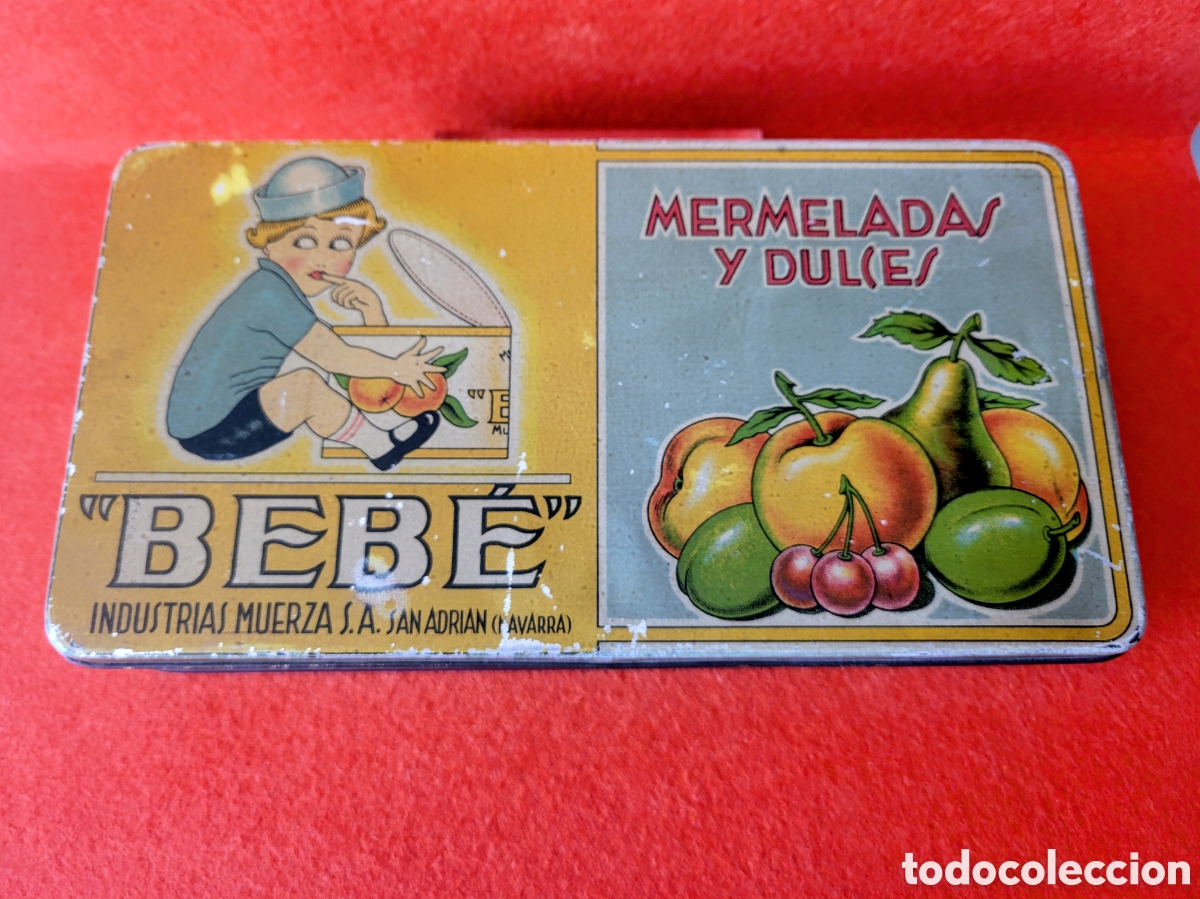 "BEBÉ"
INDUSTRIAS MUERZA S.A. SAN ADRIAN (NAVARRA)
MERMELADAS
Y DULCES
todocoleccion